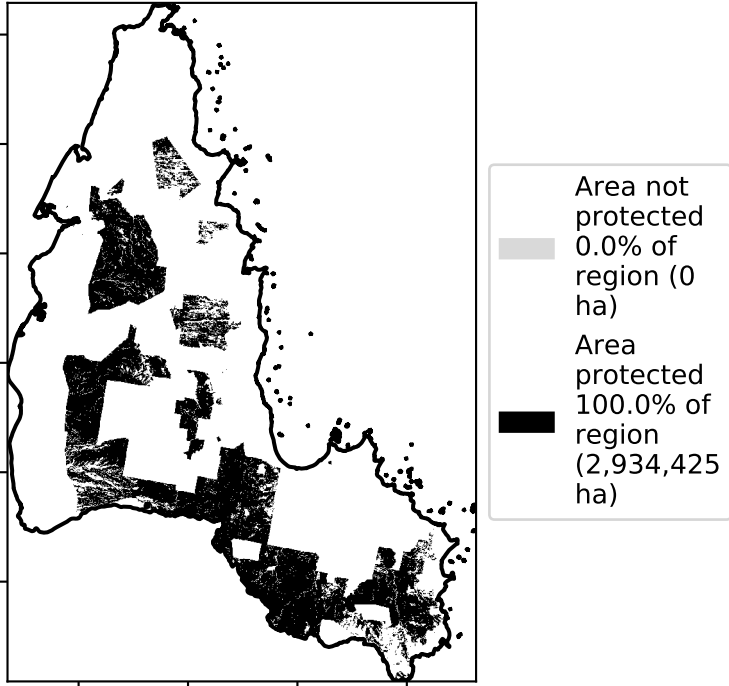 Area not
protected
0.0% of
region (0
ha)
Area
protected
100.0% of
region
(2,934,425
ha)